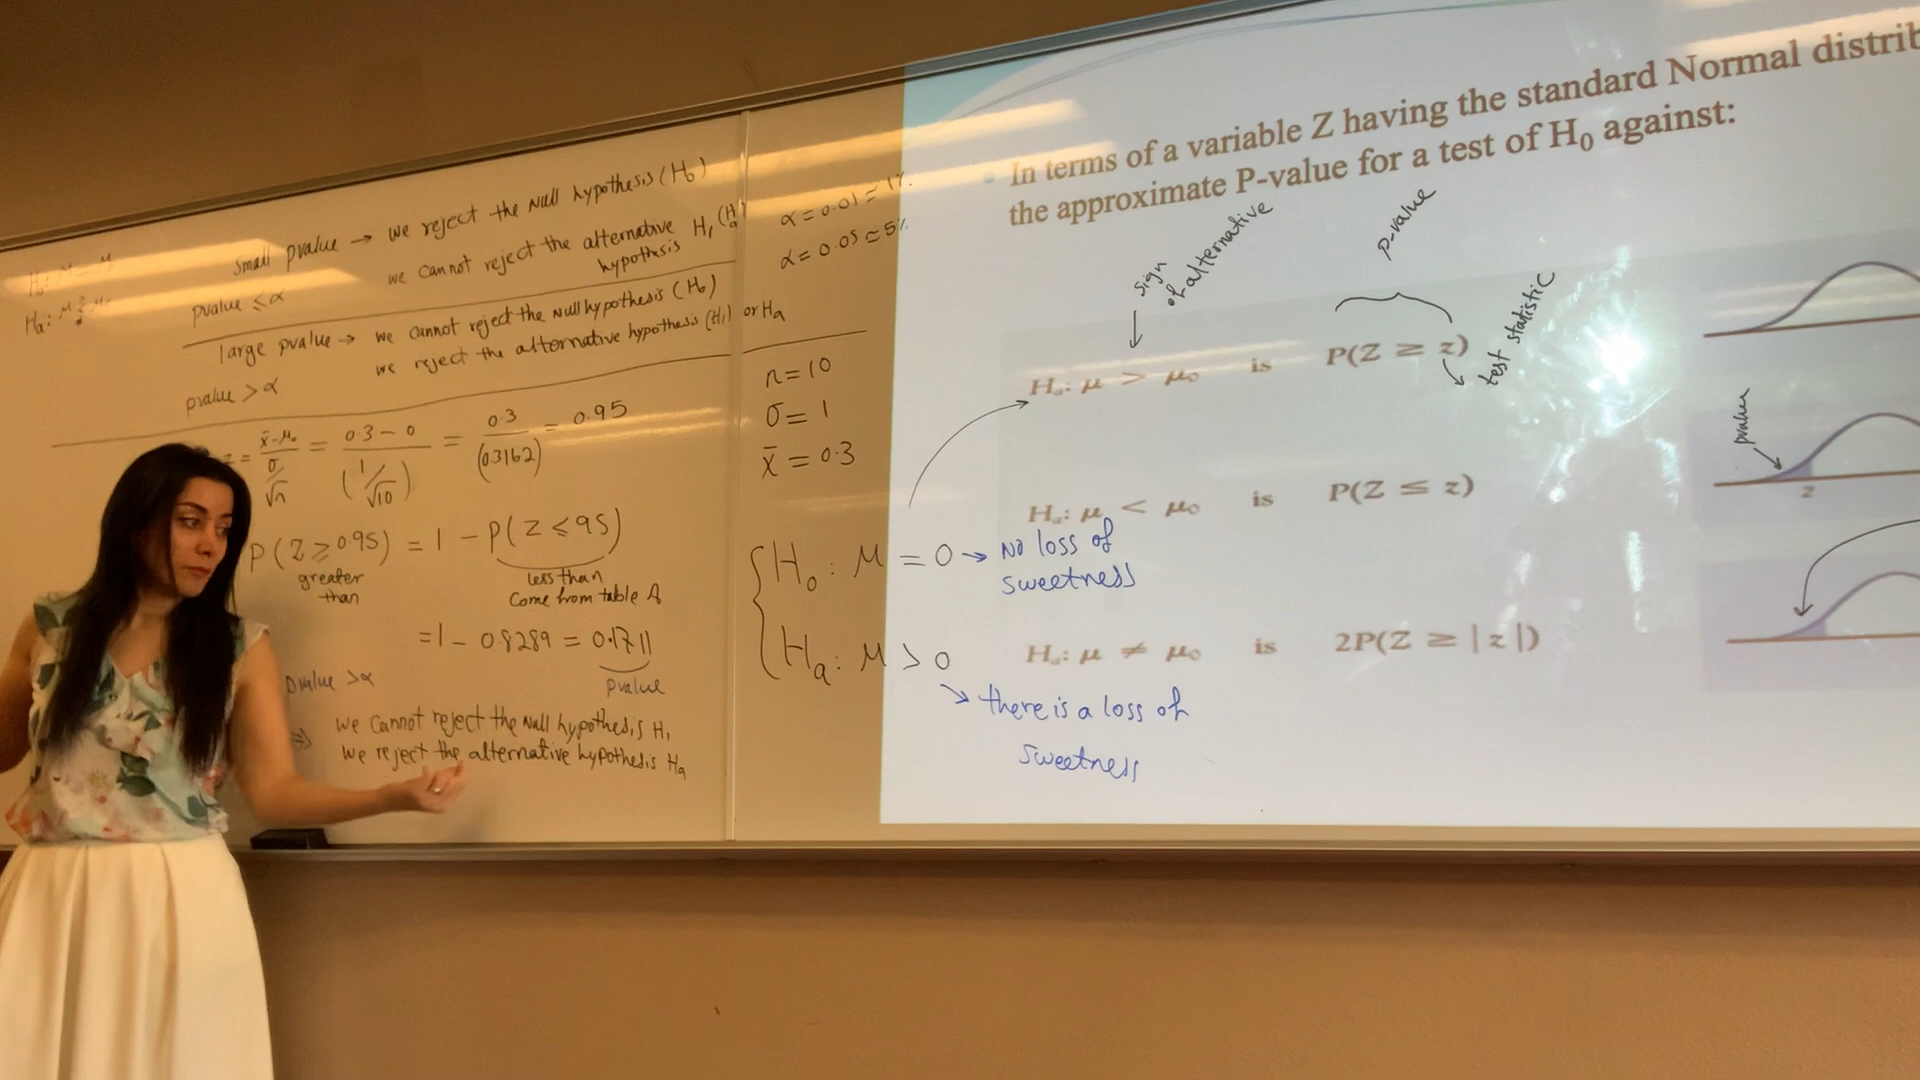 small pvalue → we reject the Null hypothesis (H₀)
we cannot reject the alternative H₁ (Ha)
hypothesis
pvalue ≤ α
large pvalue → we cannot reject the Null hypothesis (H₀)
we reject the alternative hypothesis (H₁) or Ha
pvalue > α
α = 0.01 = 1%
α = 0.05 = 5%
z = (x̄ - μ₀)/(σ/√n) = (0.3 - 0)/(1/√10) = 0.3/(0.3162) = 0.95
n = 10
σ = 1
x̄ = 0.3
P(Z ≥ 0.95) = 1 - P(Z ≤ 95)
greater
than
less than
Come from table A
= 1 - 0.8289 = 0.1711
pvalue
pvalue > α
⇒ we cannot reject the Null hypothesis H₁
we reject the alternative hypothesis Ha
H₀: μ = 0 → No loss of
sweetness
Ha: μ > 0
→ there is a loss of
sweetness
In terms of a variable Z having the standard Normal distrib
the approximate P-value for a test of H₀ against:
sign
of alternative
p-value
test statistic
Hₐ: μ > μ₀ is P(Z ≥ z)
Hₐ: μ < μ₀ is P(Z ≤ z)
Hₐ: μ ≠ μ₀ is 2P(Z ≥ |z|)
pvalue
z